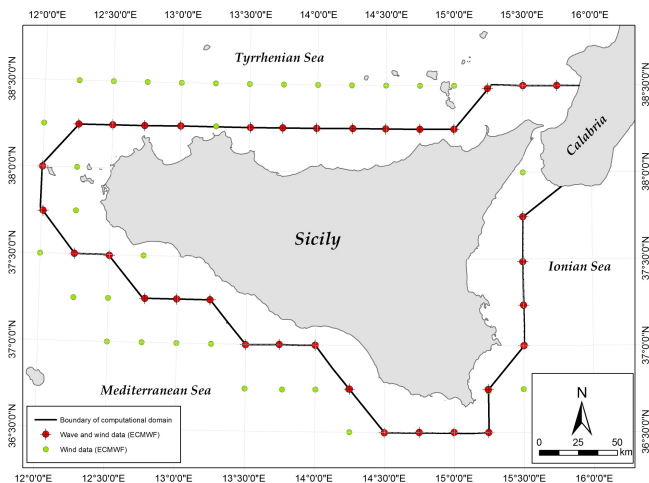 12°0'0"E 12°30'0"E 13°0'0"E 13°30'0"E 14°0'0"E 14°30'0"E 15°0'0"E 15°30'0"E 16°0'0"E
Tyrrhenian Sea
38°30'0"N
38°30'0"N
Calabria
38°0'0"N
38°0'0"N
Sicily
Ionian Sea
37°30'0"N
37°30'0"N
37°0'0"N
37°0'0"N
Mediterranean Sea
36°30'0"N
36°30'0"N
Boundary of computational domain
Wave and wind data (ECMWF)
Wind data (ECMWF)
N
0 25 50
km
12°0'0"E 12°30'0"E 13°0'0"E 13°30'0"E 14°0'0"E 14°30'0"E 15°0'0"E 15°30'0"E 16°0'0"E